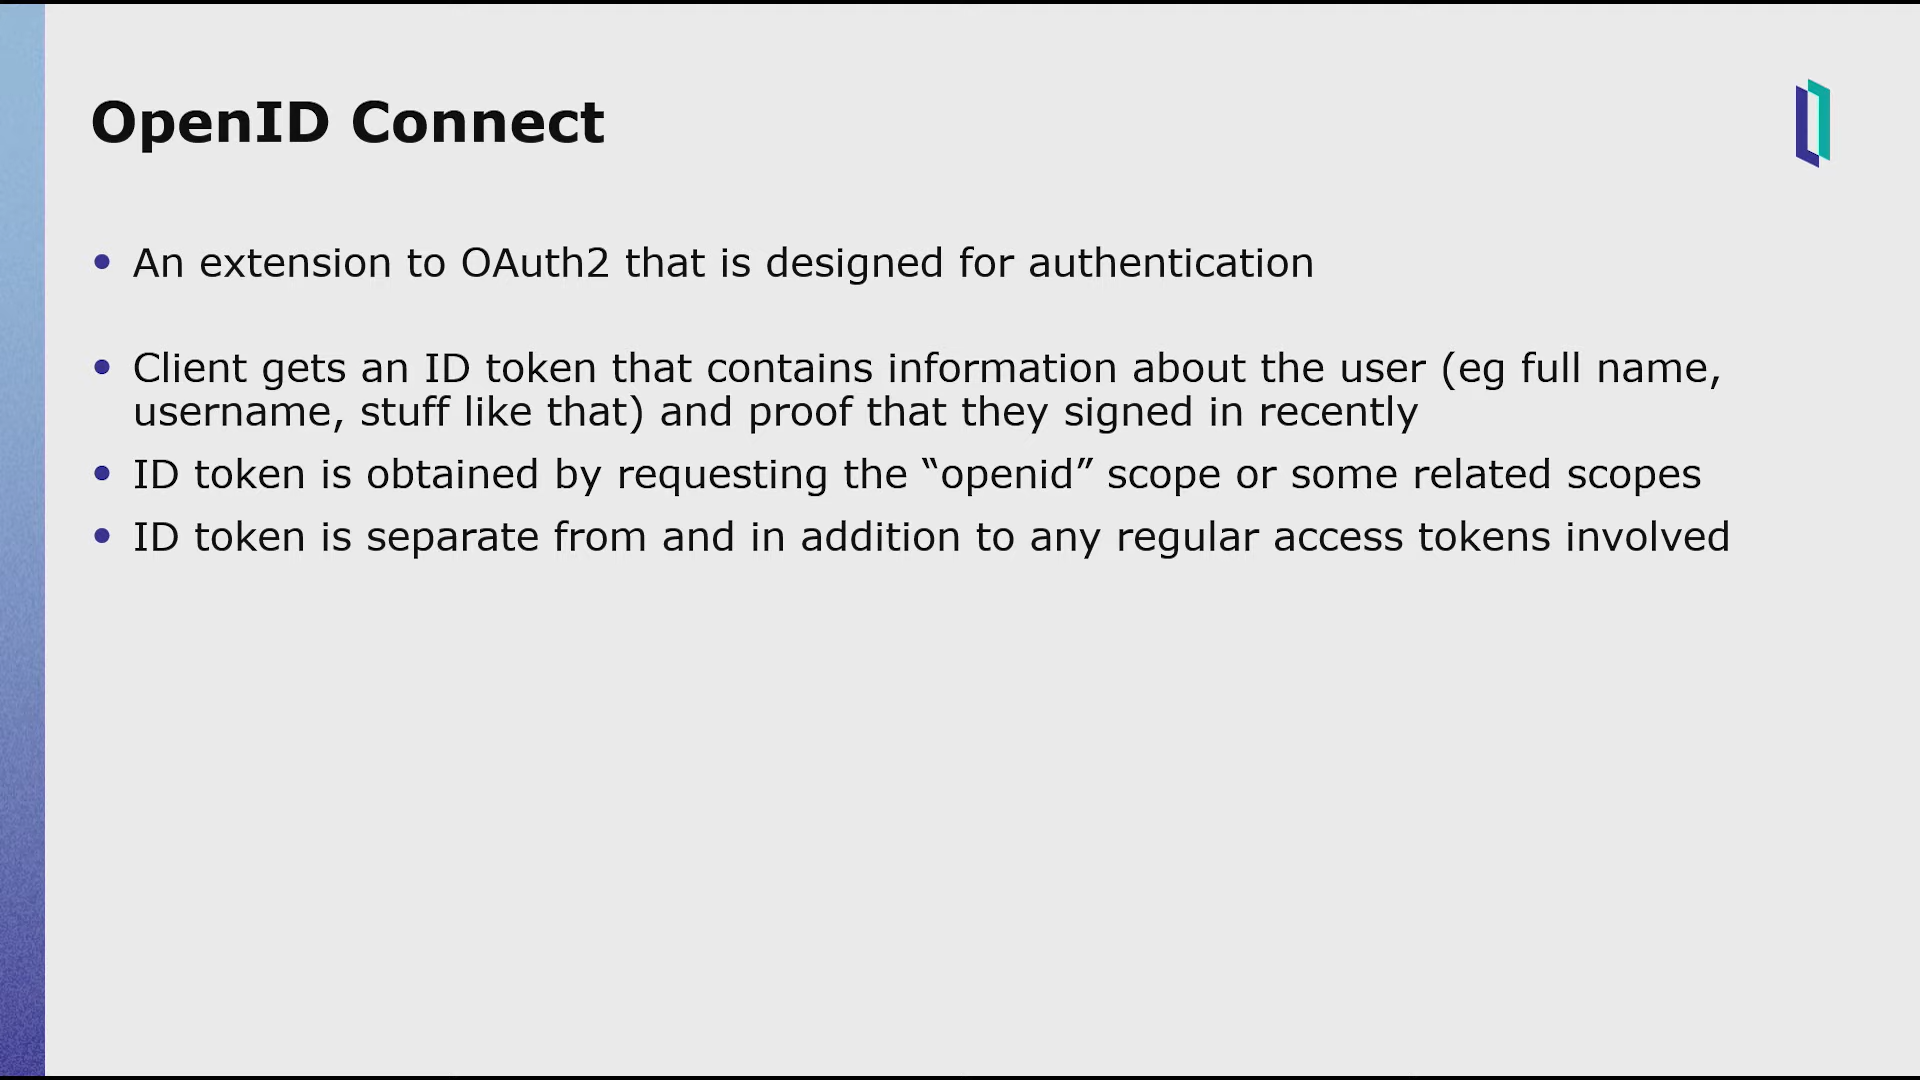 OpenID Connect
• An extension to OAuth2 that is designed for authentication
• Client gets an ID token that contains information about the user (eg full name,
username, stuff like that) and proof that they signed in recently
• ID token is obtained by requesting the “openid” scope or some related scopes
• ID token is separate from and in addition to any regular access tokens involved